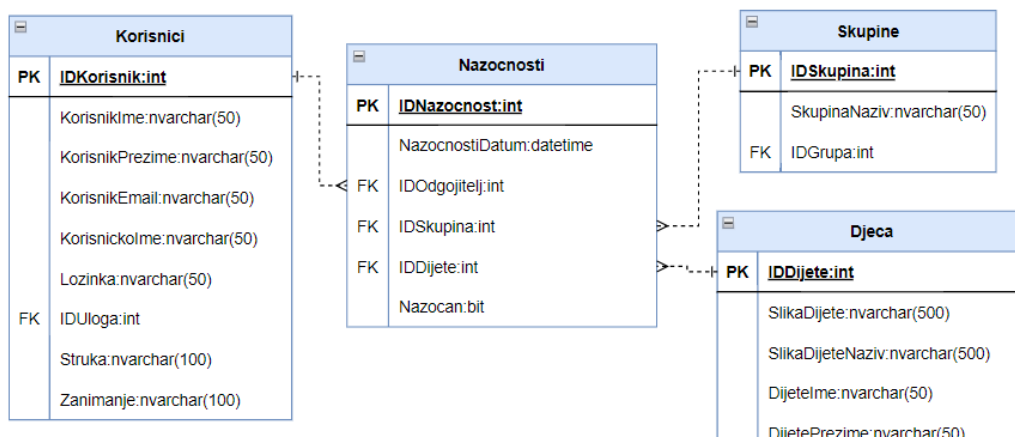 Korisnici
PK IDKorisnik:int
KorisnikIme:nvarchar(50)
KorisnikPrezime:nvarchar(50)
KorisnikEmail:nvarchar(50)
KorisnickoIme:nvarchar(50)
Lozinka:nvarchar(50)
FK IDUloga:int
Struka:nvarchar(100)
Zanimanje:nvarchar(100)
Nazocnosti
PK IDNazocnost:int
NazocnostiDatum:datetime
FK IDOdgojitelj:int
FK IDSkupina:int
FK IDDijete:int
Nazocan:bit
Skupine
PK IDSkupina:int
SkupinaNaziv:nvarchar(50)
FK IDGrupa:int
Djeca
PK IDDijete:int
SlikaDijete:nvarchar(500)
SlikaDijeteNaziv:nvarchar(500)
DijeteIme:nvarchar(50)
DijetePrezime:nvarchar(50)